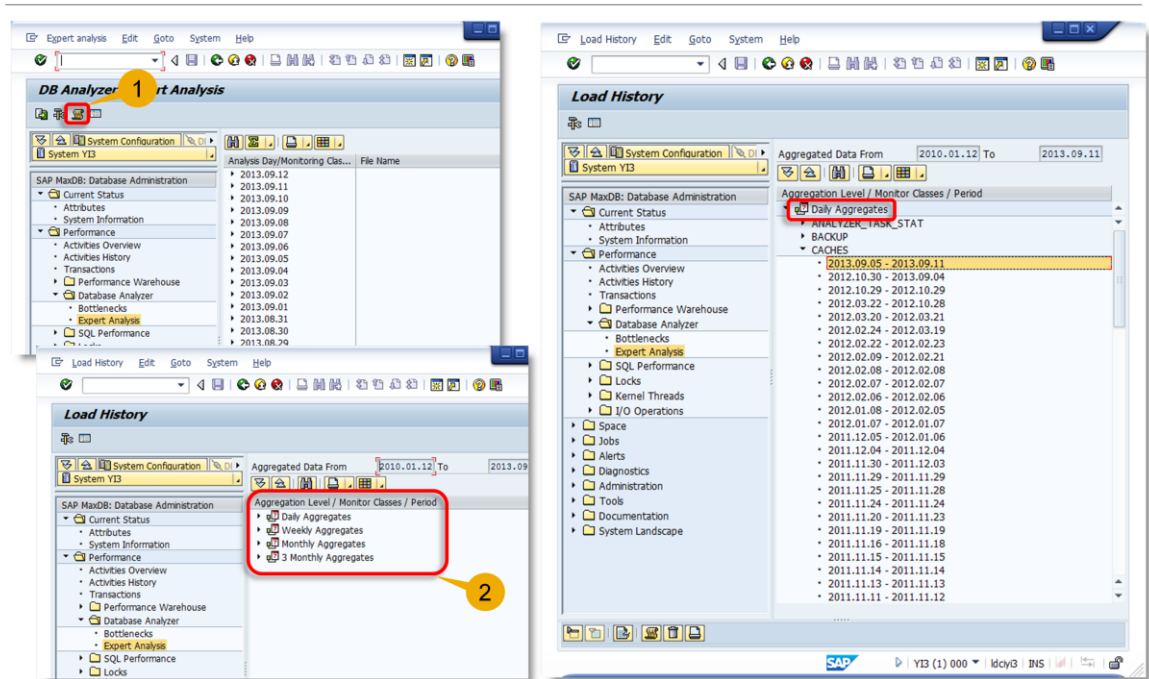 Expert analysis Edit Goto System Help
1
DB Analyzer rt Analysis
System Configuration
System YI3
Analysis Day/Monitoring Clas... File Name
SAP MaxDB: Database Administration
Current Status
Attributes
System Information
Performance
Activities Overview
Activities History
Transactions
Performance Warehouse
Database Analyzer
Bottlenecks
Expert Analysis
SQL Performance
2013.09.12
2013.09.11
2013.09.10
2013.09.09
2013.09.08
2013.09.07
2013.09.06
2013.09.05
2013.09.04
2013.09.03
2013.09.02
2013.09.01
2013.08.31
2013.08.30
2013.08.29
Load History Edit Goto System Help
Load History
System Configuration
System YI3
Aggregated Data From 2010.01.12 To 2013.09
SAP MaxDB: Database Administration
Current Status
Attributes
System Information
Performance
Activities Overview
Activities History
Transactions
Performance Warehouse
Database Analyzer
Bottlenecks
Expert Analysis
SQL Performance
Locks
Aggregation Level / Monitor Classes / Period
Daily Aggregates
Weekly Aggregates
Monthly Aggregates
3 Monthly Aggregates
2
Load History Edit Goto System Help
Load History
System Configuration
System YI3
Aggregated Data From 2010.01.12 To 2013.09.11
SAP MaxDB: Database Administration
Current Status
Attributes
System Information
Performance
Activities Overview
Activities History
Transactions
Performance Warehouse
Database Analyzer
Bottlenecks
Expert Analysis
SQL Performance
Locks
Kernel Threads
I/O Operations
Space
Jobs
Alerts
Diagnostics
Administration
Tools
Documentation
System Landscape
Aggregation Level / Monitor Classes / Period
Daily Aggregates
ANALYZER_TASK_STAT
BACKUP
CACHES
2013.09.05 - 2013.09.11
2012.10.30 - 2013.09.04
2012.10.29 - 2012.10.29
2012.03.22 - 2012.10.28
2012.03.20 - 2012.03.21
2012.02.24 - 2012.03.19
2012.02.22 - 2012.02.23
2012.02.09 - 2012.02.21
2012.02.08 - 2012.02.08
2012.02.07 - 2012.02.07
2012.02.06 - 2012.02.06
2012.01.08 - 2012.02.05
2012.01.07 - 2012.01.07
2011.12.05 - 2012.01.06
2011.12.04 - 2011.12.04
2011.11.30 - 2011.12.03
2011.11.29 - 2011.11.29
2011.11.25 - 2011.11.28
2011.11.24 - 2011.11.24
2011.11.20 - 2011.11.23
2011.11.19 - 2011.11.19
2011.11.16 - 2011.11.18
2011.11.15 - 2011.11.15
2011.11.14 - 2011.11.14
2011.11.13 - 2011.11.13
2011.11.11 - 2011.11.12
SAP YI3 (1) 000 ldciyi3 INS